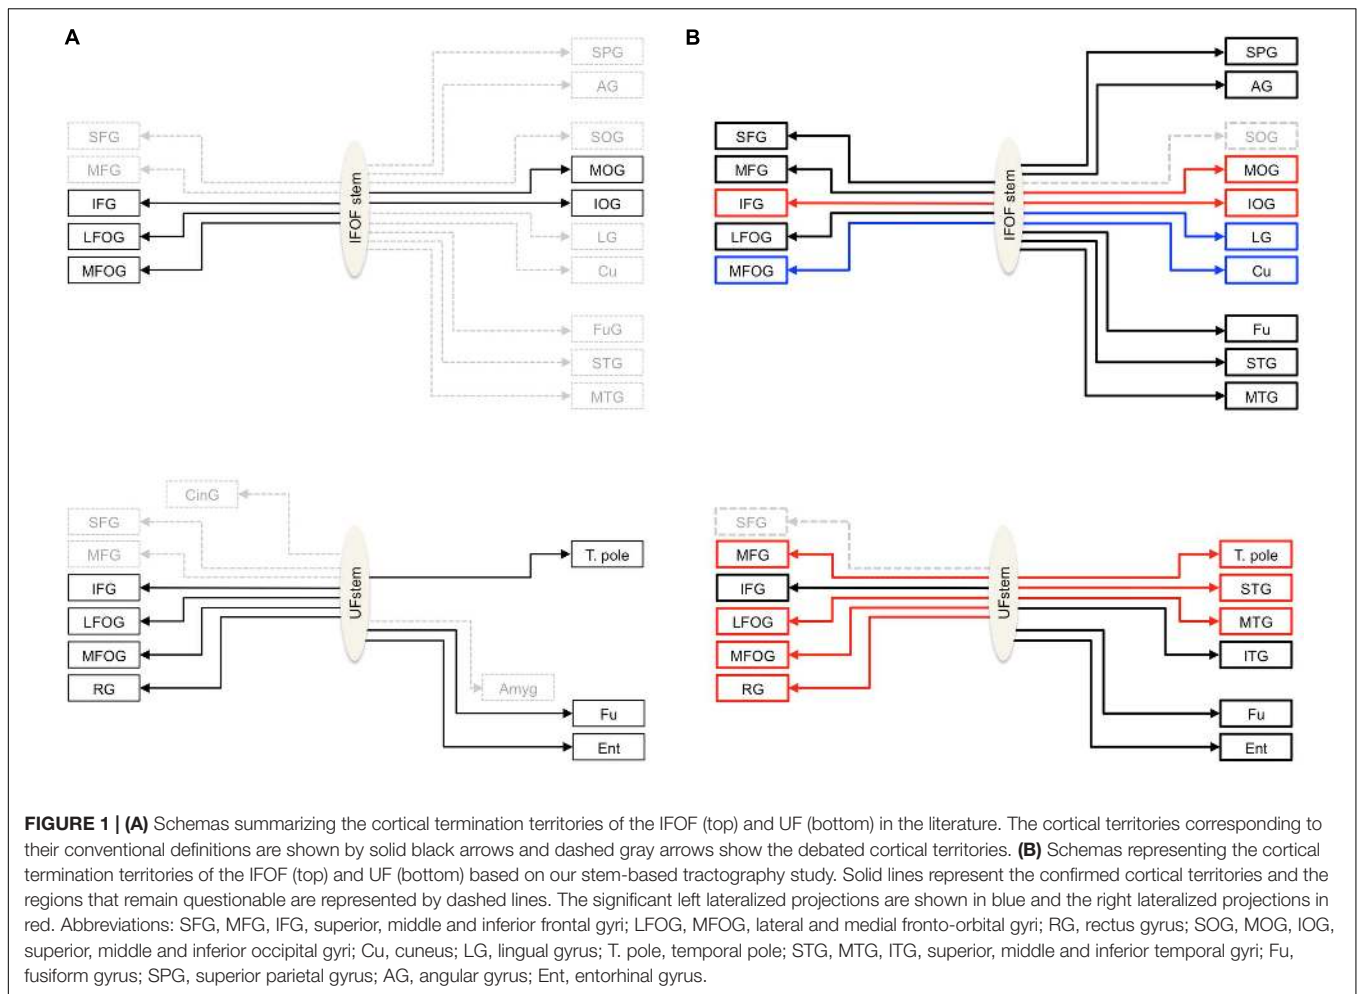 A
SPG
AG
SFG
SOG
MFG
MOG
IFG
IOG
LFOG
LG
MFOG
Cu
IFOF stem
FuG
STG
MTG
CinG
SFG
MFG
T. pole
IFG
LFOG
MFOG
RG
UFstem
Amyg
Fu
Ent
B
SPG
AG
SFG
SOG
MFG
MOG
IFG
IOG
LFOG
LG
MFOG
Cu
IFOF stem
Fu
STG
MTG
SFG
MFG
T. pole
IFG
STG
LFOG
MTG
MFOG
ITG
RG
UFstem
Fu
Ent
FIGURE 1 | (A) Schemas summarizing the cortical termination territories of the IFOF (top) and UF (bottom) in the literature. The cortical territories corresponding to
their conventional definitions are shown by solid black arrows and dashed gray arrows show the debated cortical territories. (B) Schemas representing the cortical
termination territories of the IFOF (top) and UF (bottom) based on our stem-based tractography study. Solid lines represent the confirmed cortical territories and the
regions that remain questionable are represented by dashed lines. The significant left lateralized projections are shown in blue and the right lateralized projections in
red. Abbreviations: SFG, MFG, IFG, superior, middle and inferior frontal gyri; LFOG, MFOG, lateral and medial fronto-orbital gyri; RG, rectus gyrus; SOG, MOG, IOG,
superior, middle and inferior occipital gyri; Cu, cuneus; LG, lingual gyrus; T. pole, temporal pole; STG, MTG, ITG, superior, middle and inferior temporal gyri; Fu,
fusiform gyrus; SPG, superior parietal gyrus; AG, angular gyrus; Ent, entorhinal gyrus.